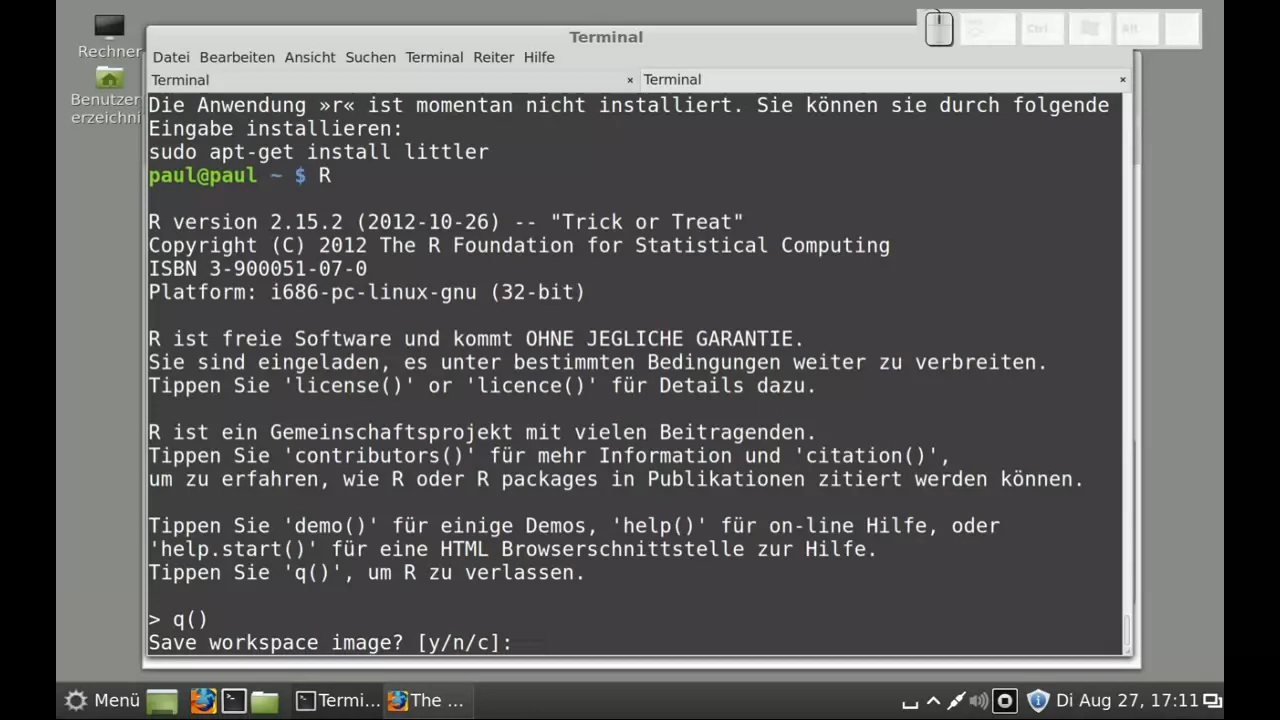 Rechner
Benutzer
erzeichni
Terminal
Datei Bearbeiten Ansicht Suchen Terminal Reiter Hilfe
Terminal × Terminal ×
Die Anwendung »r« ist momentan nicht installiert. Sie können sie durch folgende
Eingabe installieren:
sudo apt-get install littler
paul@paul ~ $ R
R version 2.15.2 (2012-10-26) -- "Trick or Treat"
Copyright (C) 2012 The R Foundation for Statistical Computing
ISBN 3-900051-07-0
Platform: i686-pc-linux-gnu (32-bit)
R ist freie Software und kommt OHNE JEGLICHE GARANTIE.
Sie sind eingeladen, es unter bestimmten Bedingungen weiter zu verbreiten.
Tippen Sie 'license()' or 'licence()' für Details dazu.
R ist ein Gemeinschaftsprojekt mit vielen Beitragenden.
Tippen Sie 'contributors()' für mehr Information und 'citation()',
um zu erfahren, wie R oder R packages in Publikationen zitiert werden können.
Tippen Sie 'demo()' für einige Demos, 'help()' für on-line Hilfe, oder
'help.start()' für eine HTML Browserschnittstelle zur Hilfe.
Tippen Sie 'q()', um R zu verlassen.
> q()
Save workspace image? [y/n/c]:
Ctrl Alt
Menü Termi... The ... Di Aug 27, 17:11